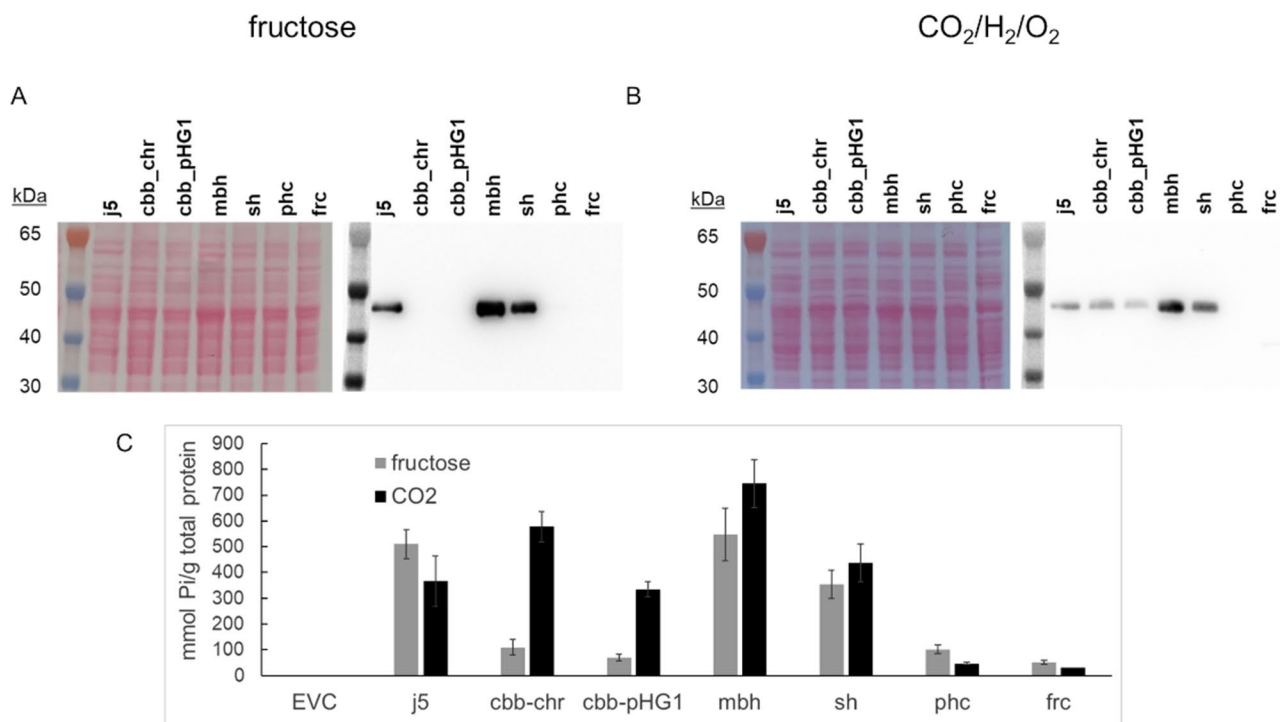 fructose
CO2/H2/O2
A
B
kDa
j5
cbb_chr
cbb_pHG1
mbh
sh
phc
frc
j5
cbb_chr
cbb_pHG1
mbh
sh
phc
frc
65
50
40
30
kDa
j5
cbb_chr
cbb_pHG1
mbh
sh
phc
frc
j5
cbb_chr
cbb_pHG1
mbh
sh
phc
frc
65
50
40
30
C
mmol Pi/g total protein
900
800
700
600
500
400
300
200
100
0
fructose
CO2
EVC j5 cbb-chr cbb-pHG1 mbh sh phc frc